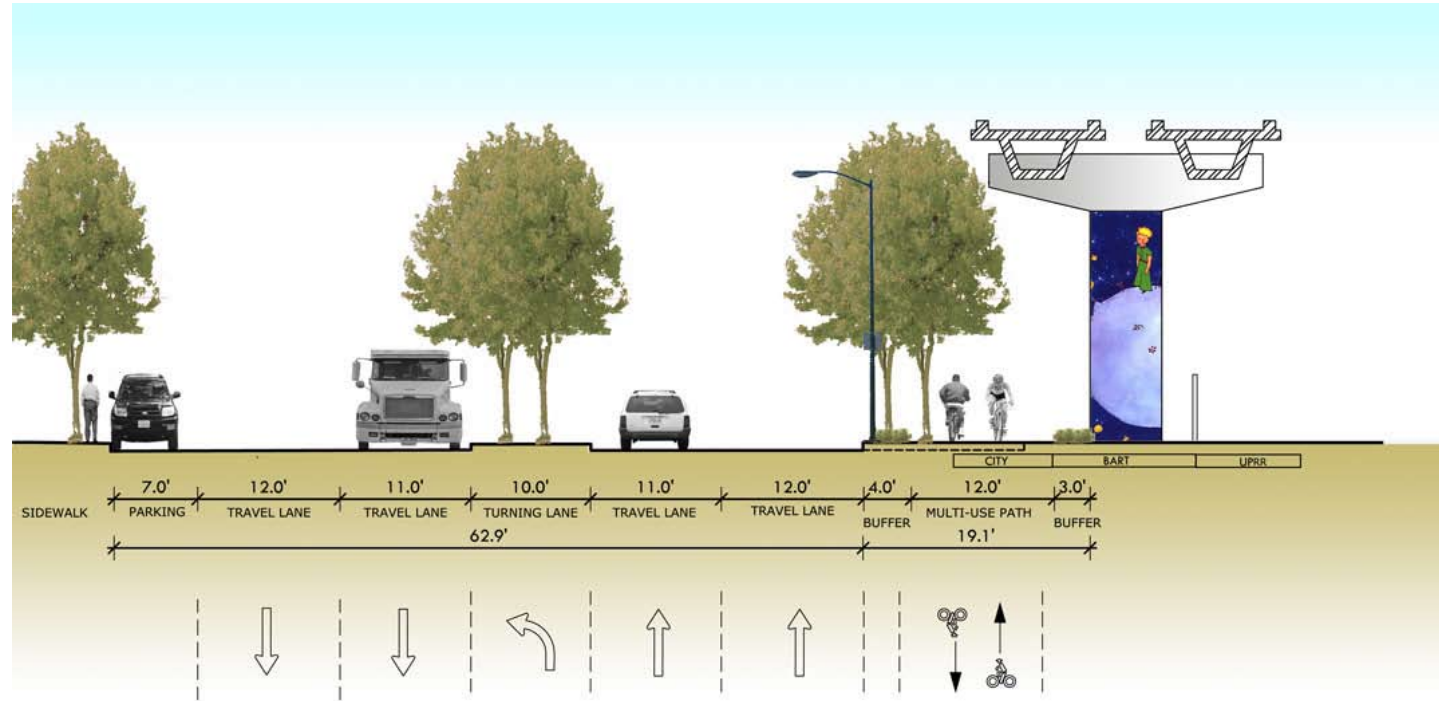 CITY BART UPRR
7.0' 12.0' 11.0' 10.0' 11.0' 12.0' 4.0' 12.0' 3.0'
SIDEWALK PARKING TRAVEL LANE TRAVEL LANE TURNING LANE TRAVEL LANE TRAVEL LANE BUFFER MULTI-USE PATH BUFFER
62.9' 19.1'